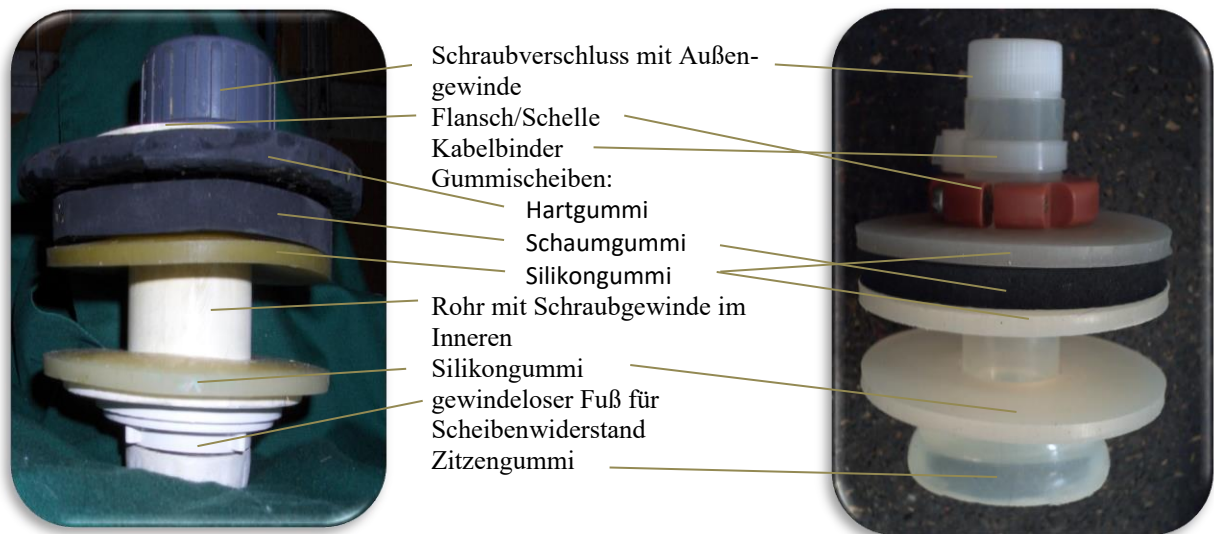 Schraubverschluss mit Außen-
gewinde
Flansch/Schelle
Kabelbinder
Gummischeiben:
Hartgummi
Schaumgummi
Silikongummi
Rohr mit Schraubgewinde im
Inneren
Silikongummi
gewindeloser Fuß für
Scheibenwiderstand
Zitzengummi